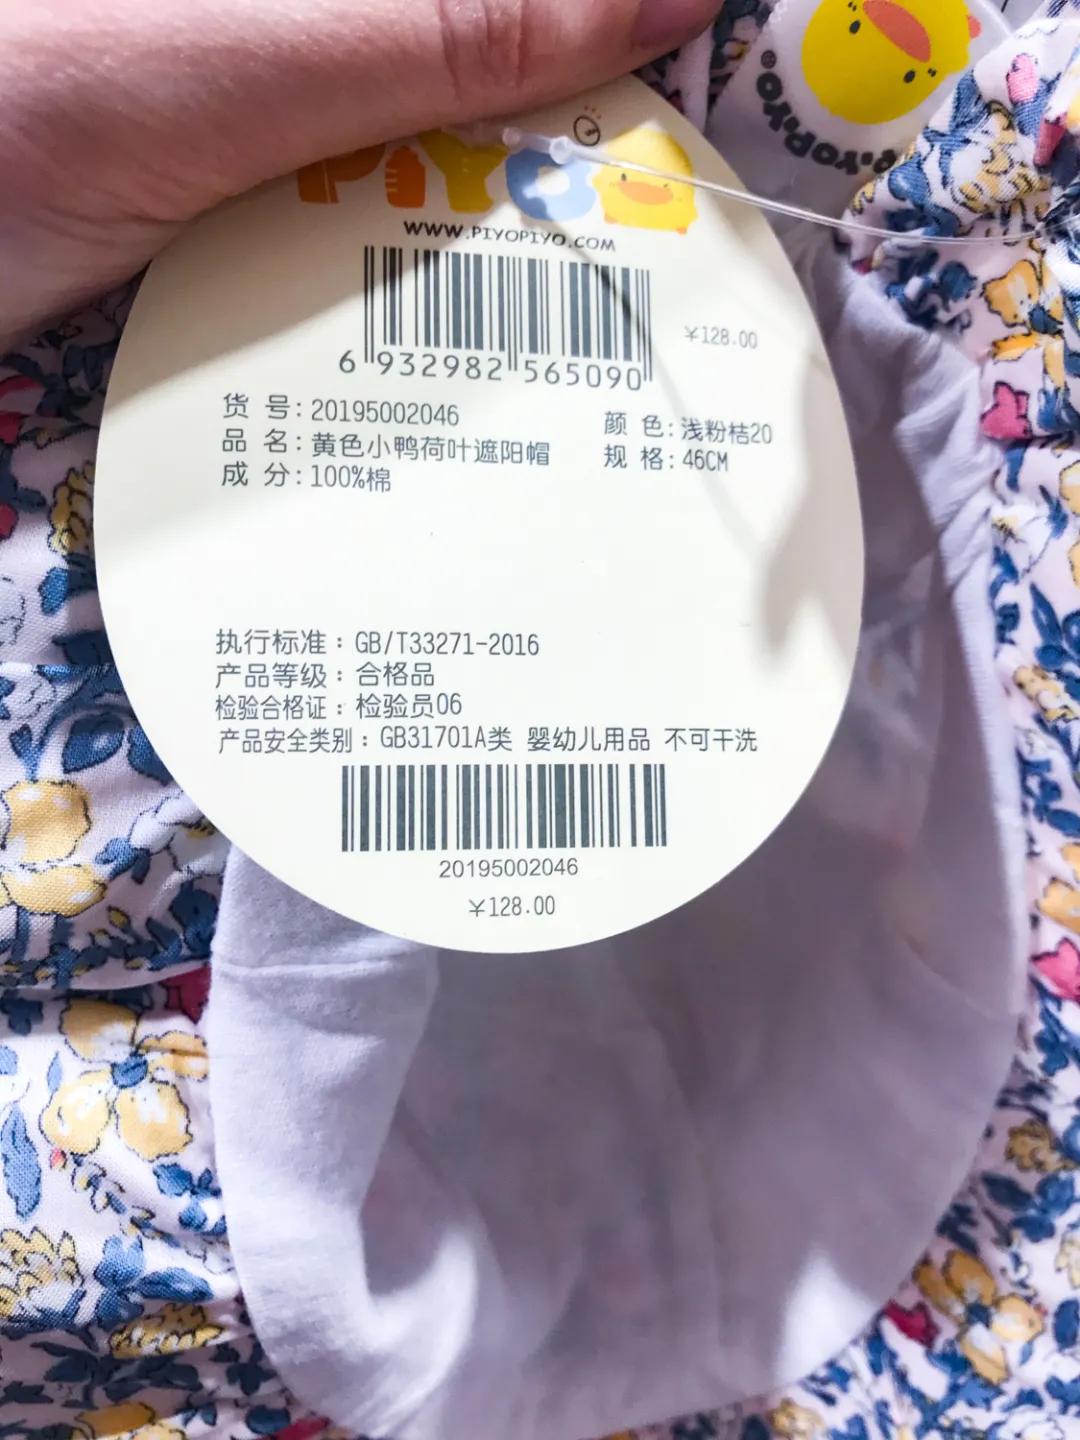 PiYOPiYO®
PiYO
WWW.PIYOPIYO.COM
¥128.00
6 932982 565090
货 号: 20195002046
颜 色: 浅粉桔20
品 名: 黄色小鸭荷叶遮阳帽
规 格: 46CM
成 分: 100%棉
执行标准: GB/T33271-2016
产品等级: 合格品
检验合格证: 检验员06
产品安全类别: GB31701A类 婴幼儿用品 不可干洗
20195002046
¥128.00